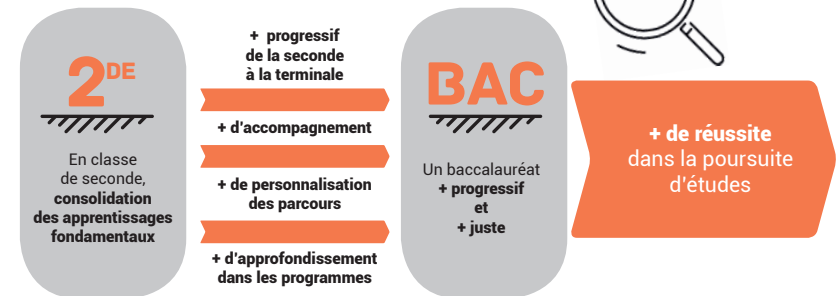 2DE
En classe
de seconde,
consolidation
des apprentissages
fondamentaux
+ progressif
de la seconde
à la terminale
+ d'accompagnement
+ de personnalisation
des parcours
+ d'approfondissement
dans les programmes
BAC
Un baccalauréat
+ progressif
et
+ juste
+ de réussite
dans la poursuite
d'études